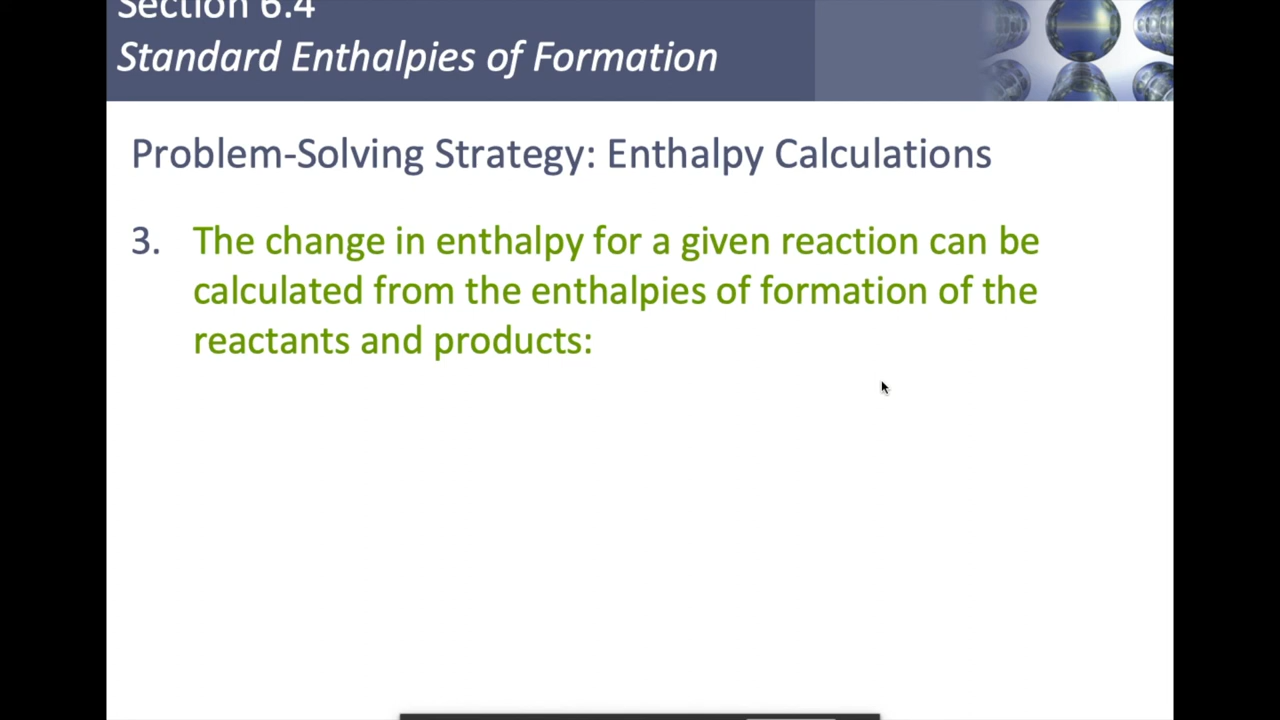 Section 6.4
Standard Enthalpies of Formation
Problem-Solving Strategy: Enthalpy Calculations
3. The change in enthalpy for a given reaction can be
calculated from the enthalpies of formation of the
reactants and products: